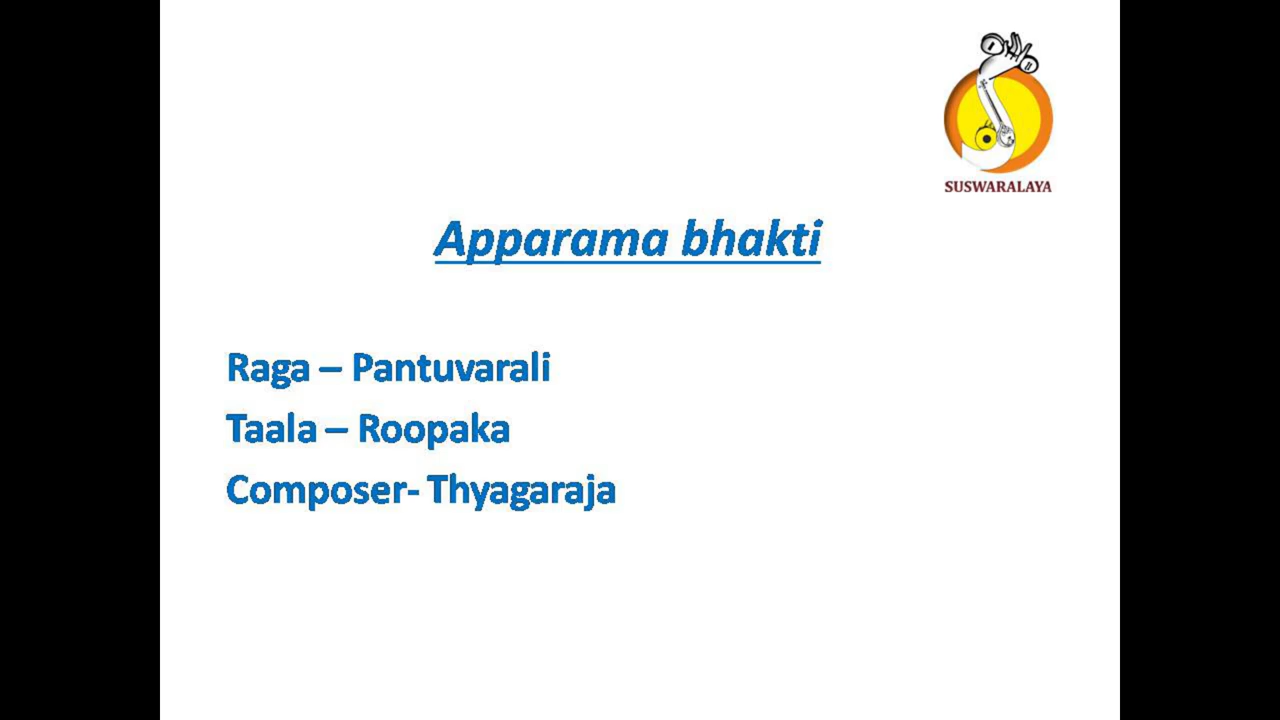 SUSWARALAYA
Apparama bhakti
Raga – Pantuvarali
Taala – Roopaka
Composer- Thyagaraja